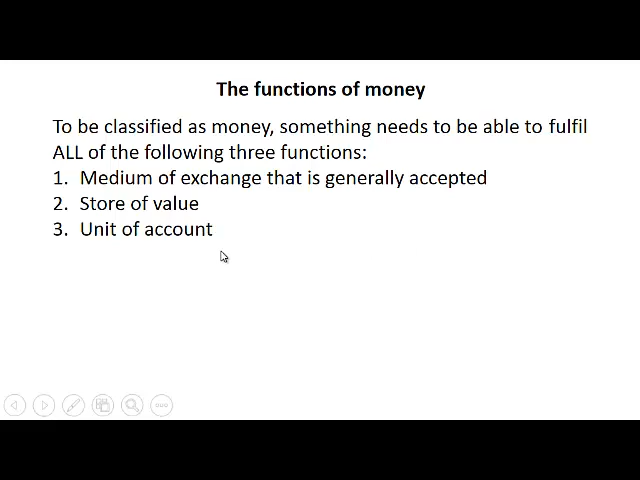 The functions of money
To be classified as money, something needs to be able to fulfil
ALL of the following three functions:
1. Medium of exchange that is generally accepted
2. Store of value
3. Unit of account